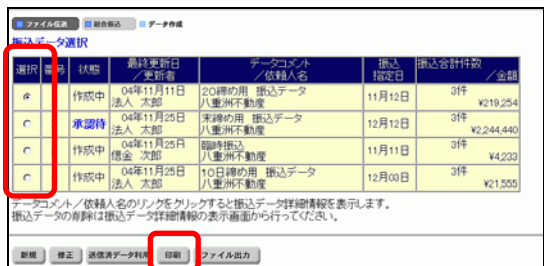 ファイル伝送 総合振込 データ作成
振込データ選択
選択 番号 状態 最終更新日／更新者 データコメント／依頼人名 振込指定日 振込合計件数／金額
作成中 04年11月11日 法人 太郎 20締め用 振込データ 八重洲不動産 11月12日 3件 ¥219,254
承認待 04年11月25日 法人 太郎 末締め用 振込データ 八重洲不動産 12月12日 3件 ¥2,244,440
作成中 04年11月25日 信金 次郎 臨時振込 八重洲不動産 11月11日 3件 ¥4,233
作成中 04年11月25日 法人 太郎 10日締め用 振込データ 八重洲不動産 12月03日 3件 ¥21,555
データコメント／依頼人名のリンクをクリックすると振込データ詳細情報を表示します。
振込データの削除は振込データ詳細情報の表示画面から行ってください。
新規 修正 送信済データ利用 印刷 ファイル出力